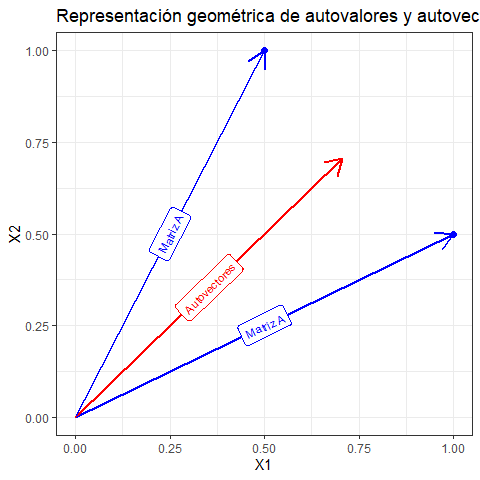 Representación geométrica de autovalores y autovec
1.00
0.75
0.50
0.25
0.00
X2
Matriz A
Autovectores
Matriz A
0.00 0.25 0.50 0.75 1.00
X1